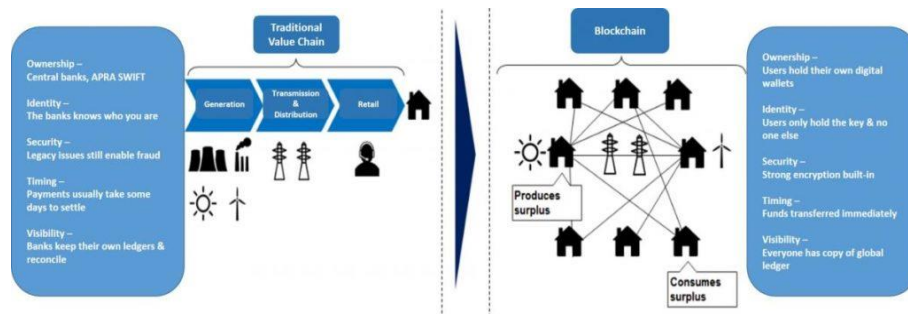 Ownership –
Central banks, APRA SWIFT
Identity –
The banks knows who you are
Security –
Legacy issues still enable fraud
Timing –
Payments usually take some
days to settle
Visibility –
Banks keep their own ledgers &
reconcile
Traditional
Value Chain
Generation
Transmission
&
Distribution
Retail
Blockchain
Produces
surplus
Consumes
surplus
Ownership –
Users hold their own digital
wallets
Identity –
Users only hold the key & no
one else
Security –
Strong encryption built-in
Timing –
Funds transferred immediately
Visibility –
Everyone has copy of global
ledger